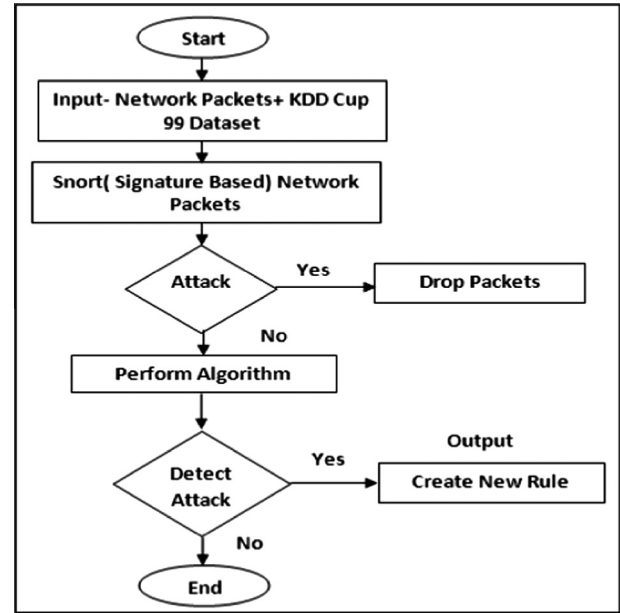 Start
Input- Network Packets+ KDD Cup
99 Dataset
Snort( Signature Based) Network
Packets
Attack
Yes
Drop Packets
No
Perform Algorithm
Detect
Attack
Yes
Output
Create New Rule
No
End